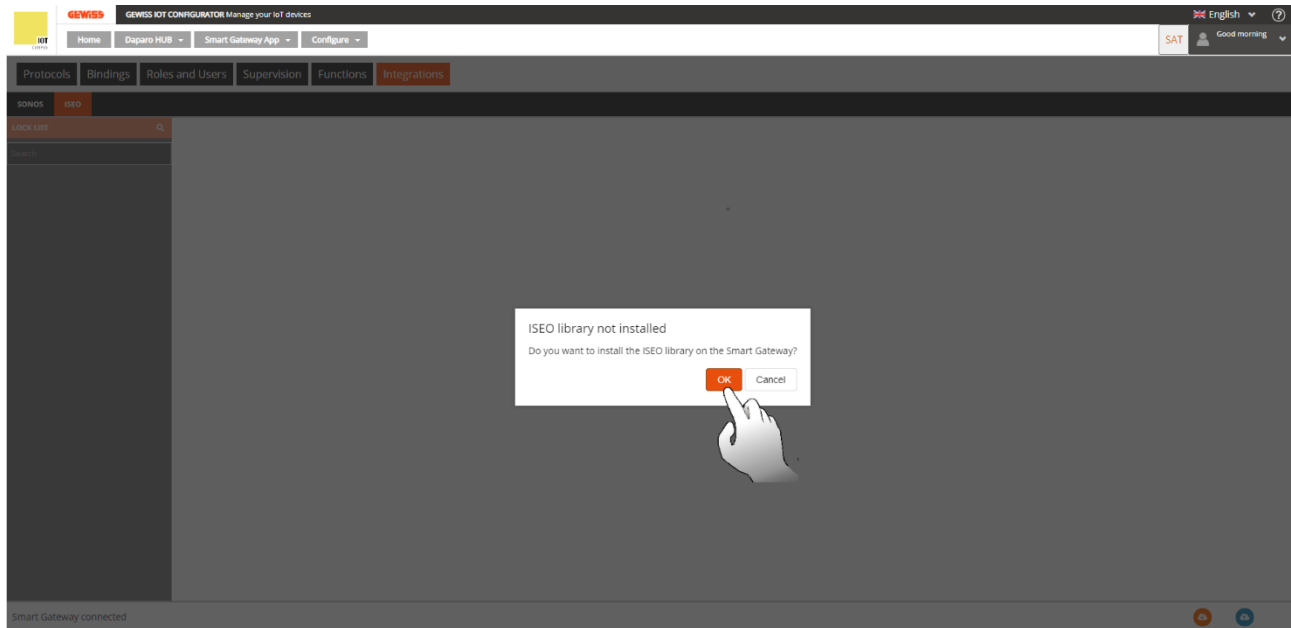 GEWISS GEWISS IOT CONFIGURATOR Manage your IoT devices English
IOT Home Daparo HUB Smart Gateway App Configure SAT Good morning
Protocols Bindings Roles and Users Supervision Functions Integrations
SONOS ISEO
LOCK LIST
Search
ISEO library not installed
Do you want to install the ISEO library on the Smart Gateway?
OK Cancel
Smart Gateway connected